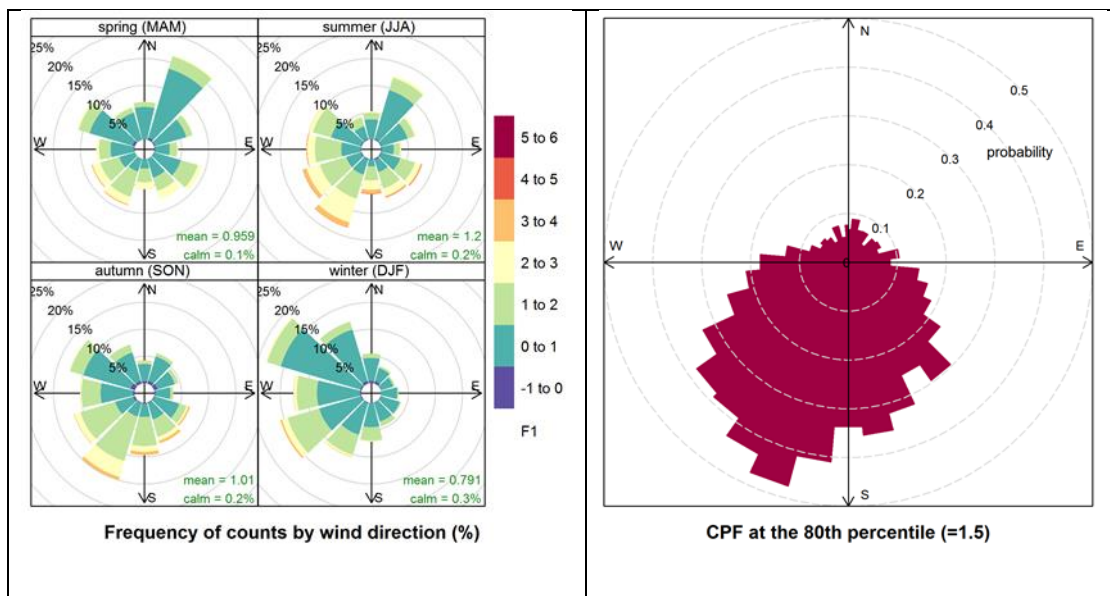 spring (MAM)
summer (JJA)
25%
20%
15%
10%
5%
N
W
E
S
mean = 0.959
calm = 0.1%
25%
20%
15%
10%
5%
N
W
E
S
mean = 1.2
calm = 0.2%
autumn (SON)
winter (DJF)
25%
20%
15%
10%
5%
N
W
E
S
mean = 1.01
calm = 0.2%
25%
20%
15%
10%
5%
N
W
E
S
mean = 0.791
calm = 0.3%
5 to 6
4 to 5
3 to 4
2 to 3
1 to 2
0 to 1
-1 to 0
F1
Frequency of counts by wind direction (%)
N
0.5
0.4
probability
0.3
0.2
0.1
0
W
E
S
CPF at the 80th percentile (=1.5)